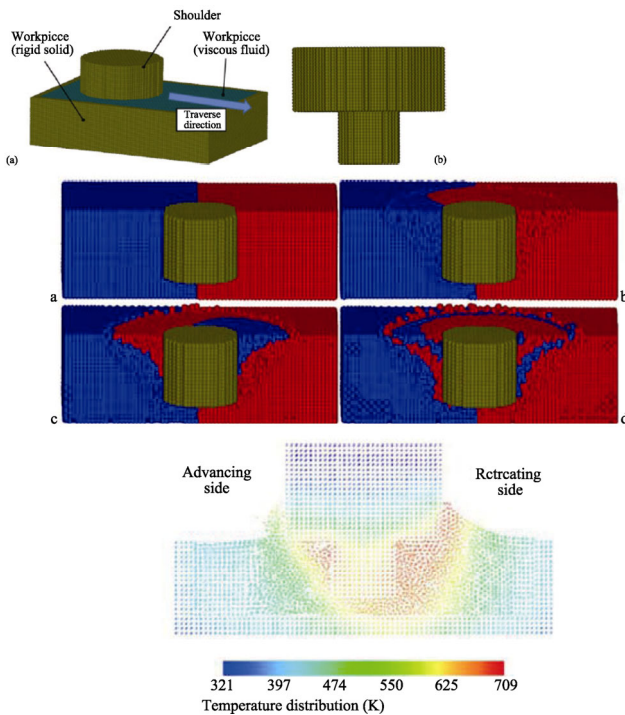 Shoulder
Workpicce
(rigid solid)
Workpicce
(viscous fluid)
Traverse
direction
(a)
(b)
a
b
c
d
Advancing
side
Rctrcating
side
321 397 474 550 625 709
Temperature distribution (K)